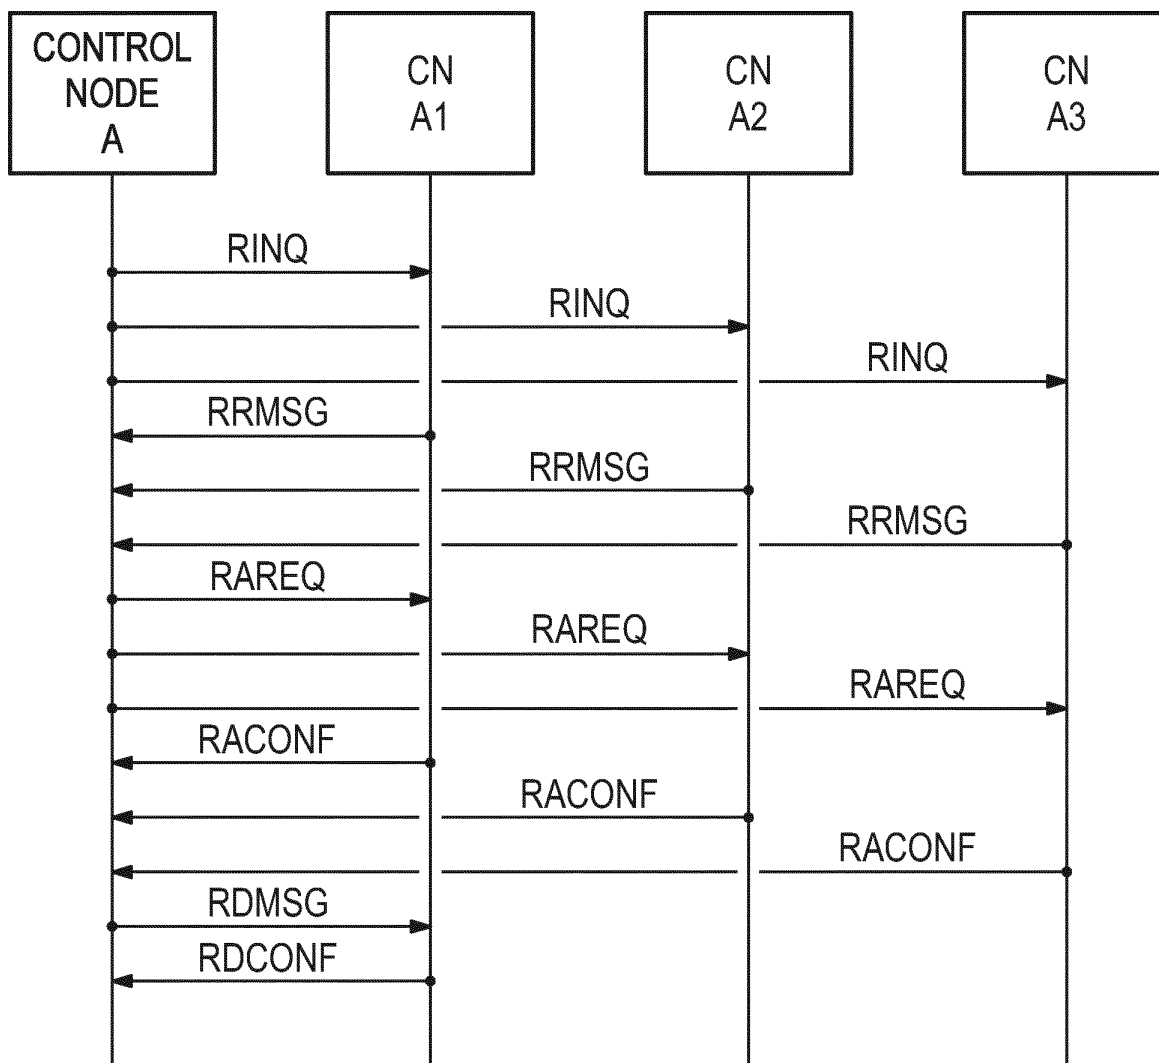 CONTROL
NODE
A
CN
A1
CN
A2
CN
A3
RINQ
RINQ
RINQ
RRMSG
RRMSG
RRMSG
RAREQ
RAREQ
RAREQ
RACONF
RACONF
RACONF
RDMSG
RDCONF